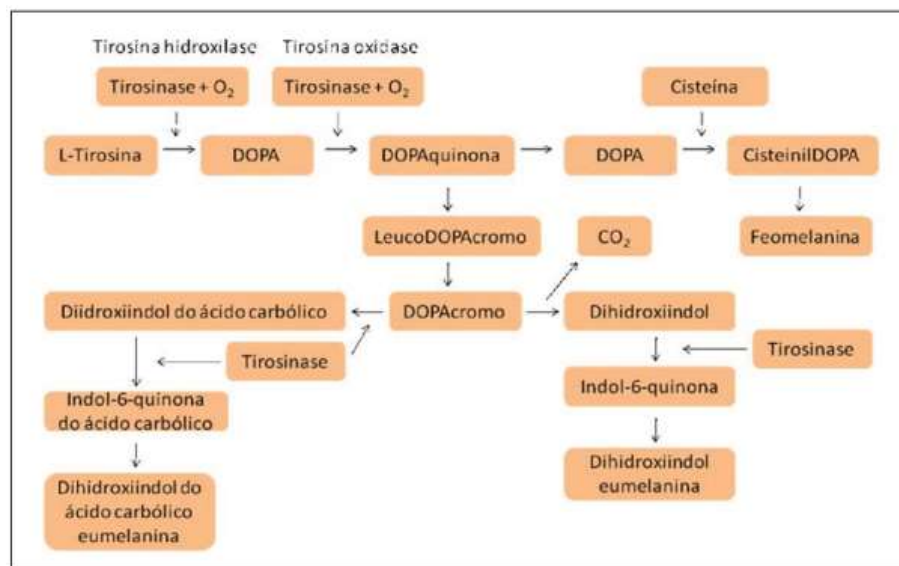 Tirosina hidroxilase
Tirosina oxidase
Tirosinase + O₂
Tirosinase + O₂
Cisteína
L-Tirosina
DOPA
DOPAquinona
DOPA
CisteinilDOPA
LeucoDOPAcromo
CO₂
Feomelanina
Diidroxiindol do ácido carbólico
DOPAcromo
Dihidroxiindol
Tirosinase
Tirosinase
Indol-6-quinona
do ácido carbólico
Indol-6-quinona
Dihidroxiindol
eumelanina
Dihidroxiindol do
ácido carbólico
eumelanina